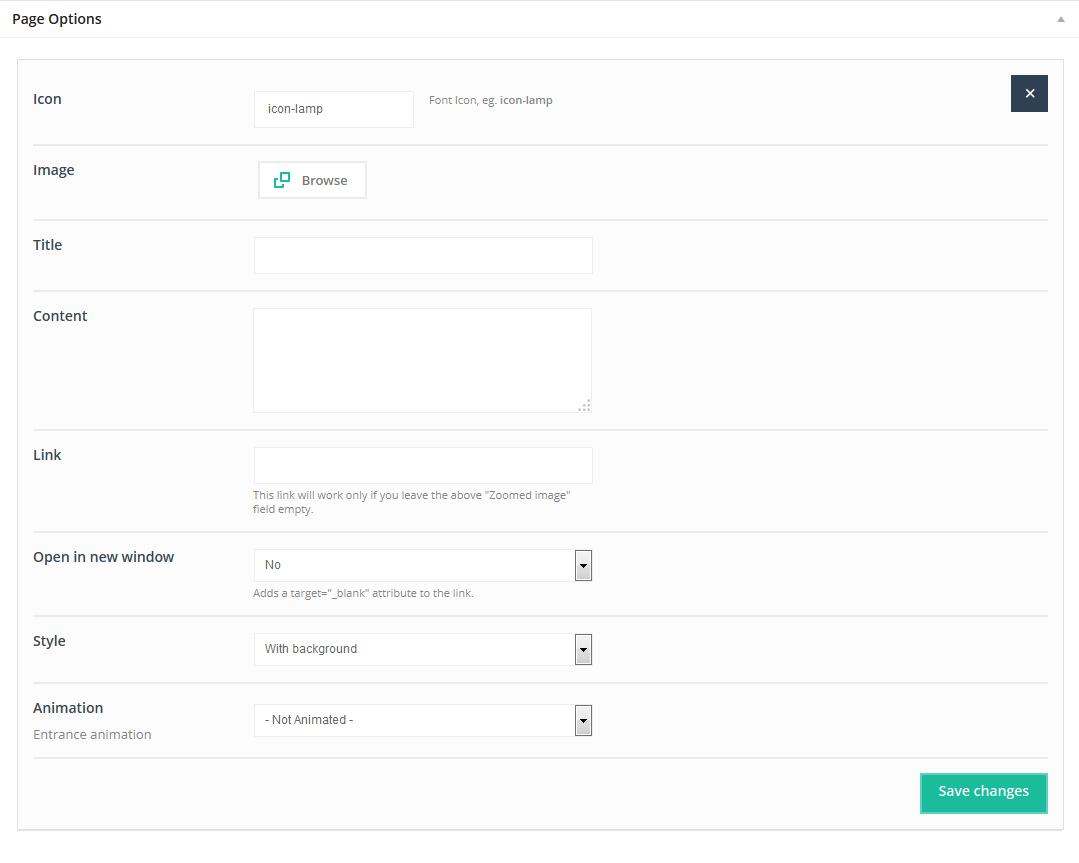 Page Options
Icon
icon-lamp
Font Icon, eg. icon-lamp
Image
Browse
Title
Content
Link
This link will work only if you leave the above "Zoomed image"
field empty.
Open in new window
No
Adds a target="_blank" attribute to the link.
Style
With background
Animation
- Not Animated -
Entrance animation
Save changes